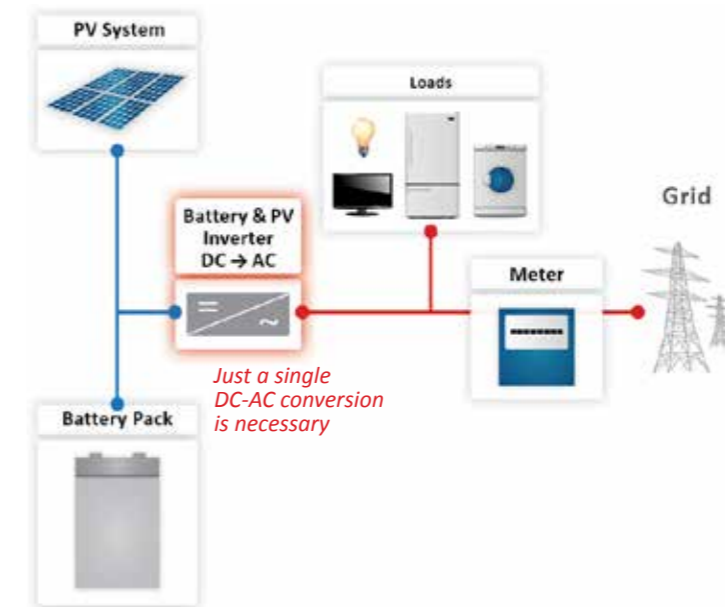 PV System
Loads
Battery & PV
Inverter
DC → AC
Grid
Meter
Just a single
DC-AC conversion
is necessary
Battery Pack